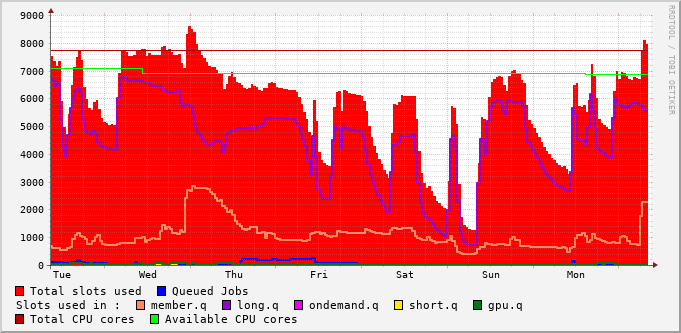 9000
8000
7000
6000
5000
4000
3000
2000
1000
0
Tue Wed Thu Fri Sat Sun Mon
RRDTOOL / TOBI OETIKER
Total slots used Queued Jobs
Slots used in : member.q long.q ondemand.q short.q gpu.q
Total CPU cores Available CPU cores